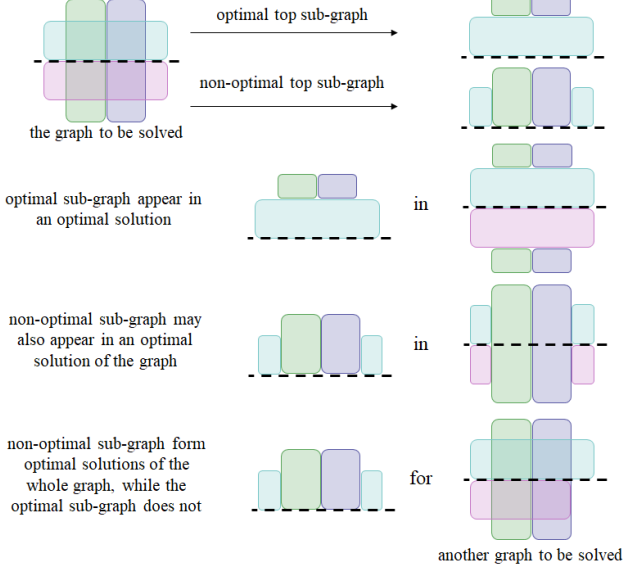 optimal top sub-graph
non-optimal top sub-graph
the graph to be solved
optimal sub-graph appear in
an optimal solution
in
non-optimal sub-graph may
also appear in an optimal
solution of the graph
in
non-optimal sub-graph form
optimal solutions of the
whole graph, while the
optimal sub-graph does not
for
another graph to be solved